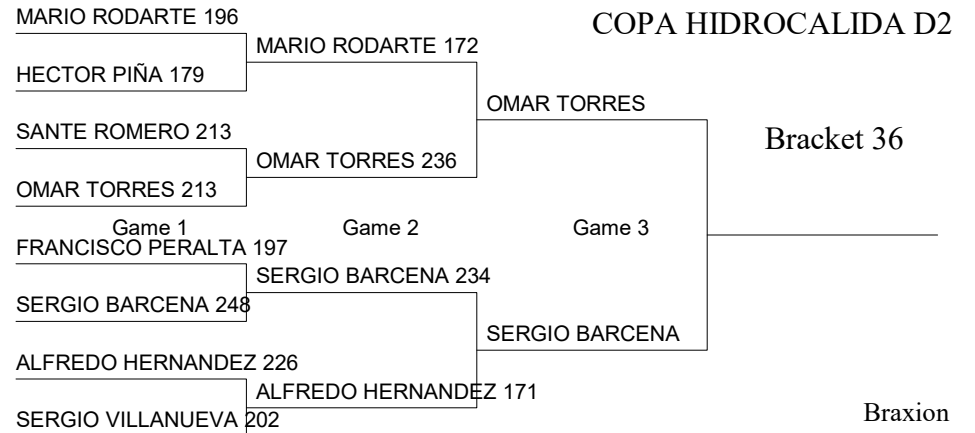 MARIO RODARTE 196
COPA HIDROCALIDA D2
MARIO RODARTE 172
HECTOR PIÑA 179
OMAR TORRES
SANTE ROMERO 213
Bracket 36
OMAR TORRES 236
OMAR TORRES 213
Game 1
Game 2
Game 3
FRANCISCO PERALTA 197
SERGIO BARCENA 234
SERGIO BARCENA 248
SERGIO BARCENA
ALFREDO HERNANDEZ 226
ALFREDO HERNANDEZ 171
SERGIO VILLANUEVA 202
Braxion